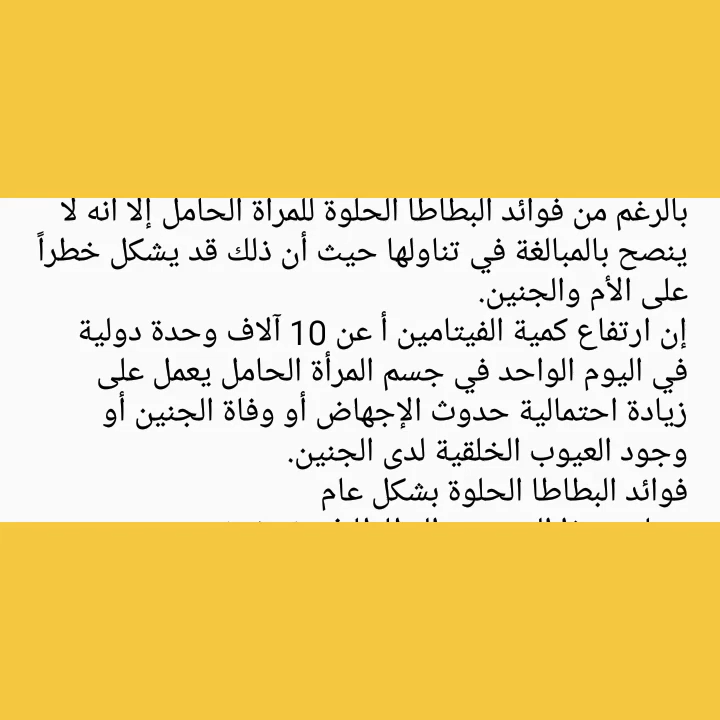 بالرغم من فوائد البطاطا الحلوة للمرأة الحامل إلا أنه لا
ينصح بالمبالغة في تناولها حيث أن ذلك قد يشكل خطراً
على الأم والجنين.
إن ارتفاع كمية الفيتامين أ عن 10 آلاف وحدة دولية
في اليوم الواحد في جسم المرأة الحامل يعمل على
زيادة احتمالية حدوث الإجهاض أو وفاة الجنين أو
وجود العيوب الخلقية لدى الجنين.
فوائد البطاطا الحلوة بشكل عام